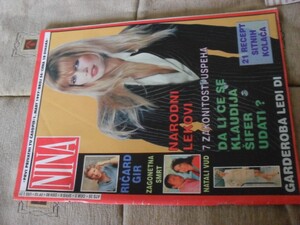 NINA
RIČARD
GIR
ZAGONETNA
SMRT
NATALI VUD
NARODNI
LEKOVI
7 ZAKONITOSTI USPEHA
DA LI ĆE SE
KLAUDIJA
ŠIFER
UDATI ?
GARDEROBA LEDI DI
21 RECEPT
SITNIH
KOLAČA